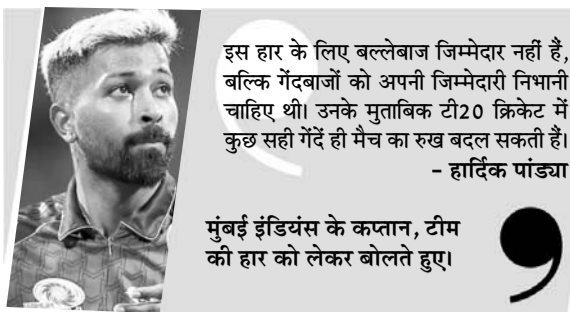 इस हार के लिए बल्लेबाज जिम्मेदार नहीं हैं,
बल्कि गेंदबाजों को अपनी जिम्मेदारी निभानी
चाहिए थी। उनके मुताबिक टी20 क्रिकेट में
कुछ सही गेंदें ही मैच का रुख बदल सकती हैं।
- हार्दिक पांड्या
मुंबई इंडियंस के कप्तान, टीम
की हार को लेकर बोलते हुए।